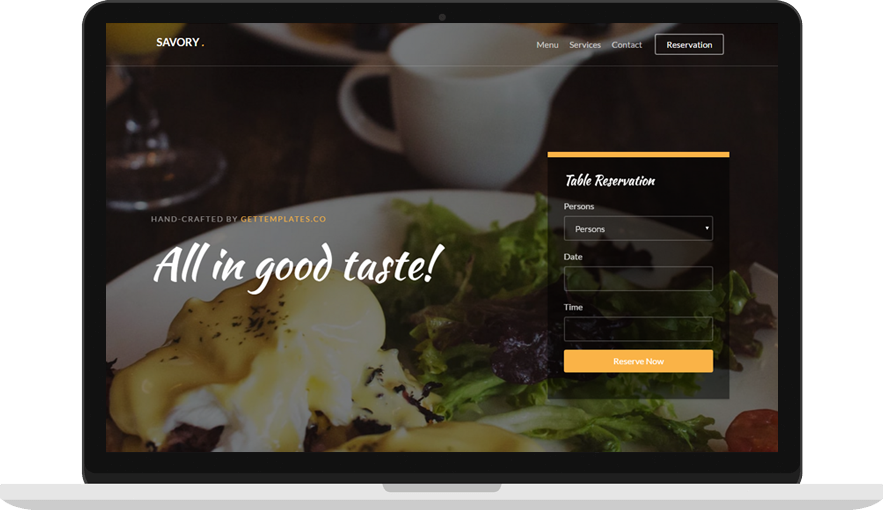 SAVORY .
Menu Services Contact Reservation
HAND-CRAFTED BY GETTEMPLATES.CO
All in good taste!
Table Reservation
Persons
Persons
Date
Time
Reserve Now